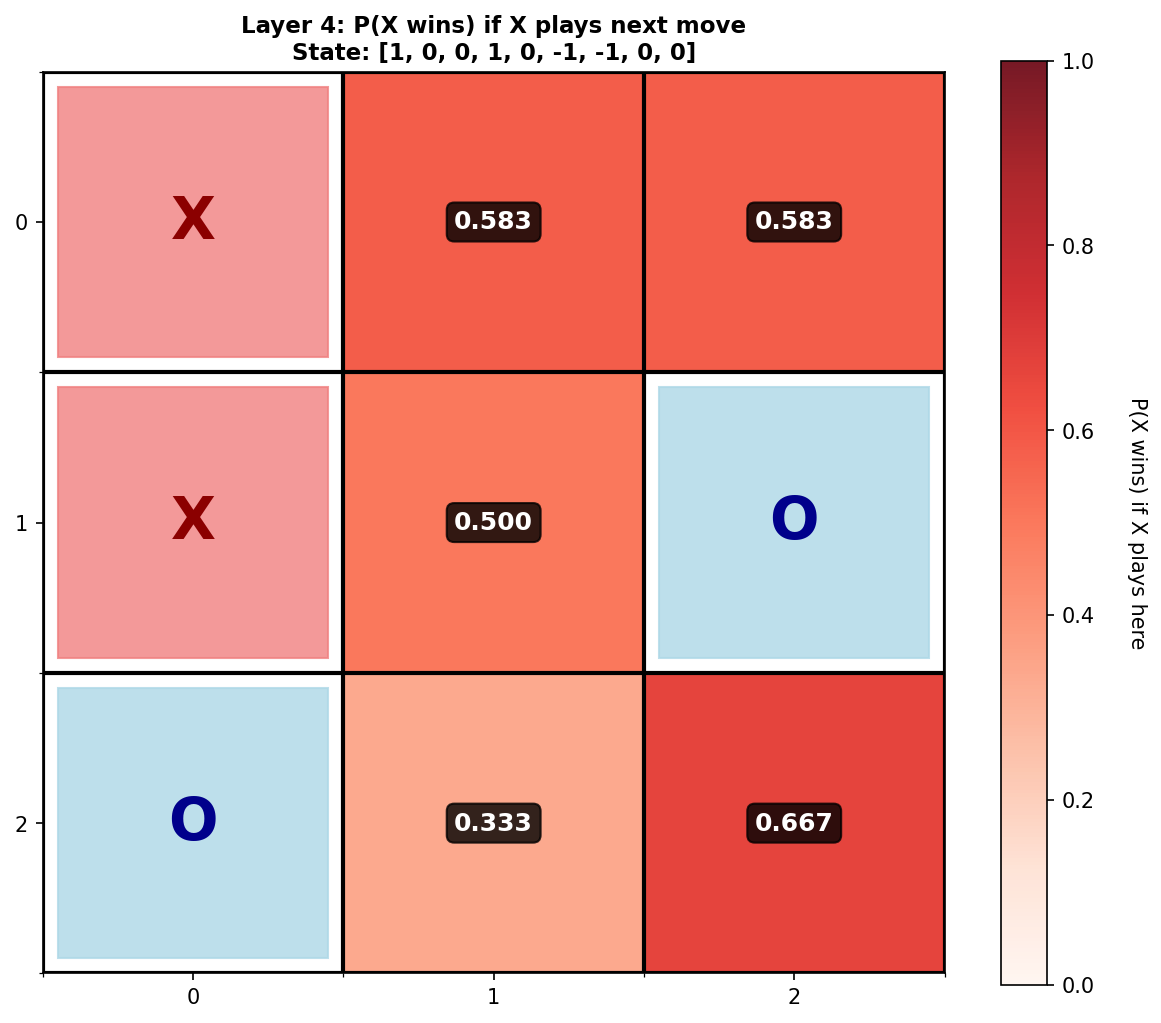 Layer 4: P(X wins) if X plays next move
State: [1, 0, 0, 1, 0, -1, -1, 0, 0]
X
0.583
0.583
X
0.500
O
O
0.333
0.667
0
1
2
0
1
2
1.0
0.8
0.6
0.4
0.2
0.0
P(X wins) if X plays here